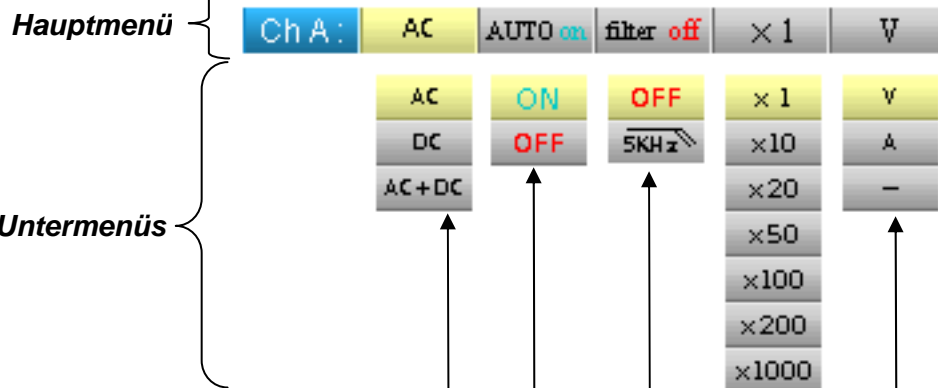 Hauptmenü
Ch A: AC AUTO on filter off ×1 V
AC ON OFF ×1 V
DC OFF 5KHz ×10 A
AC+DC ×20 –
Untermenüs
×50
×100
×200
×1000